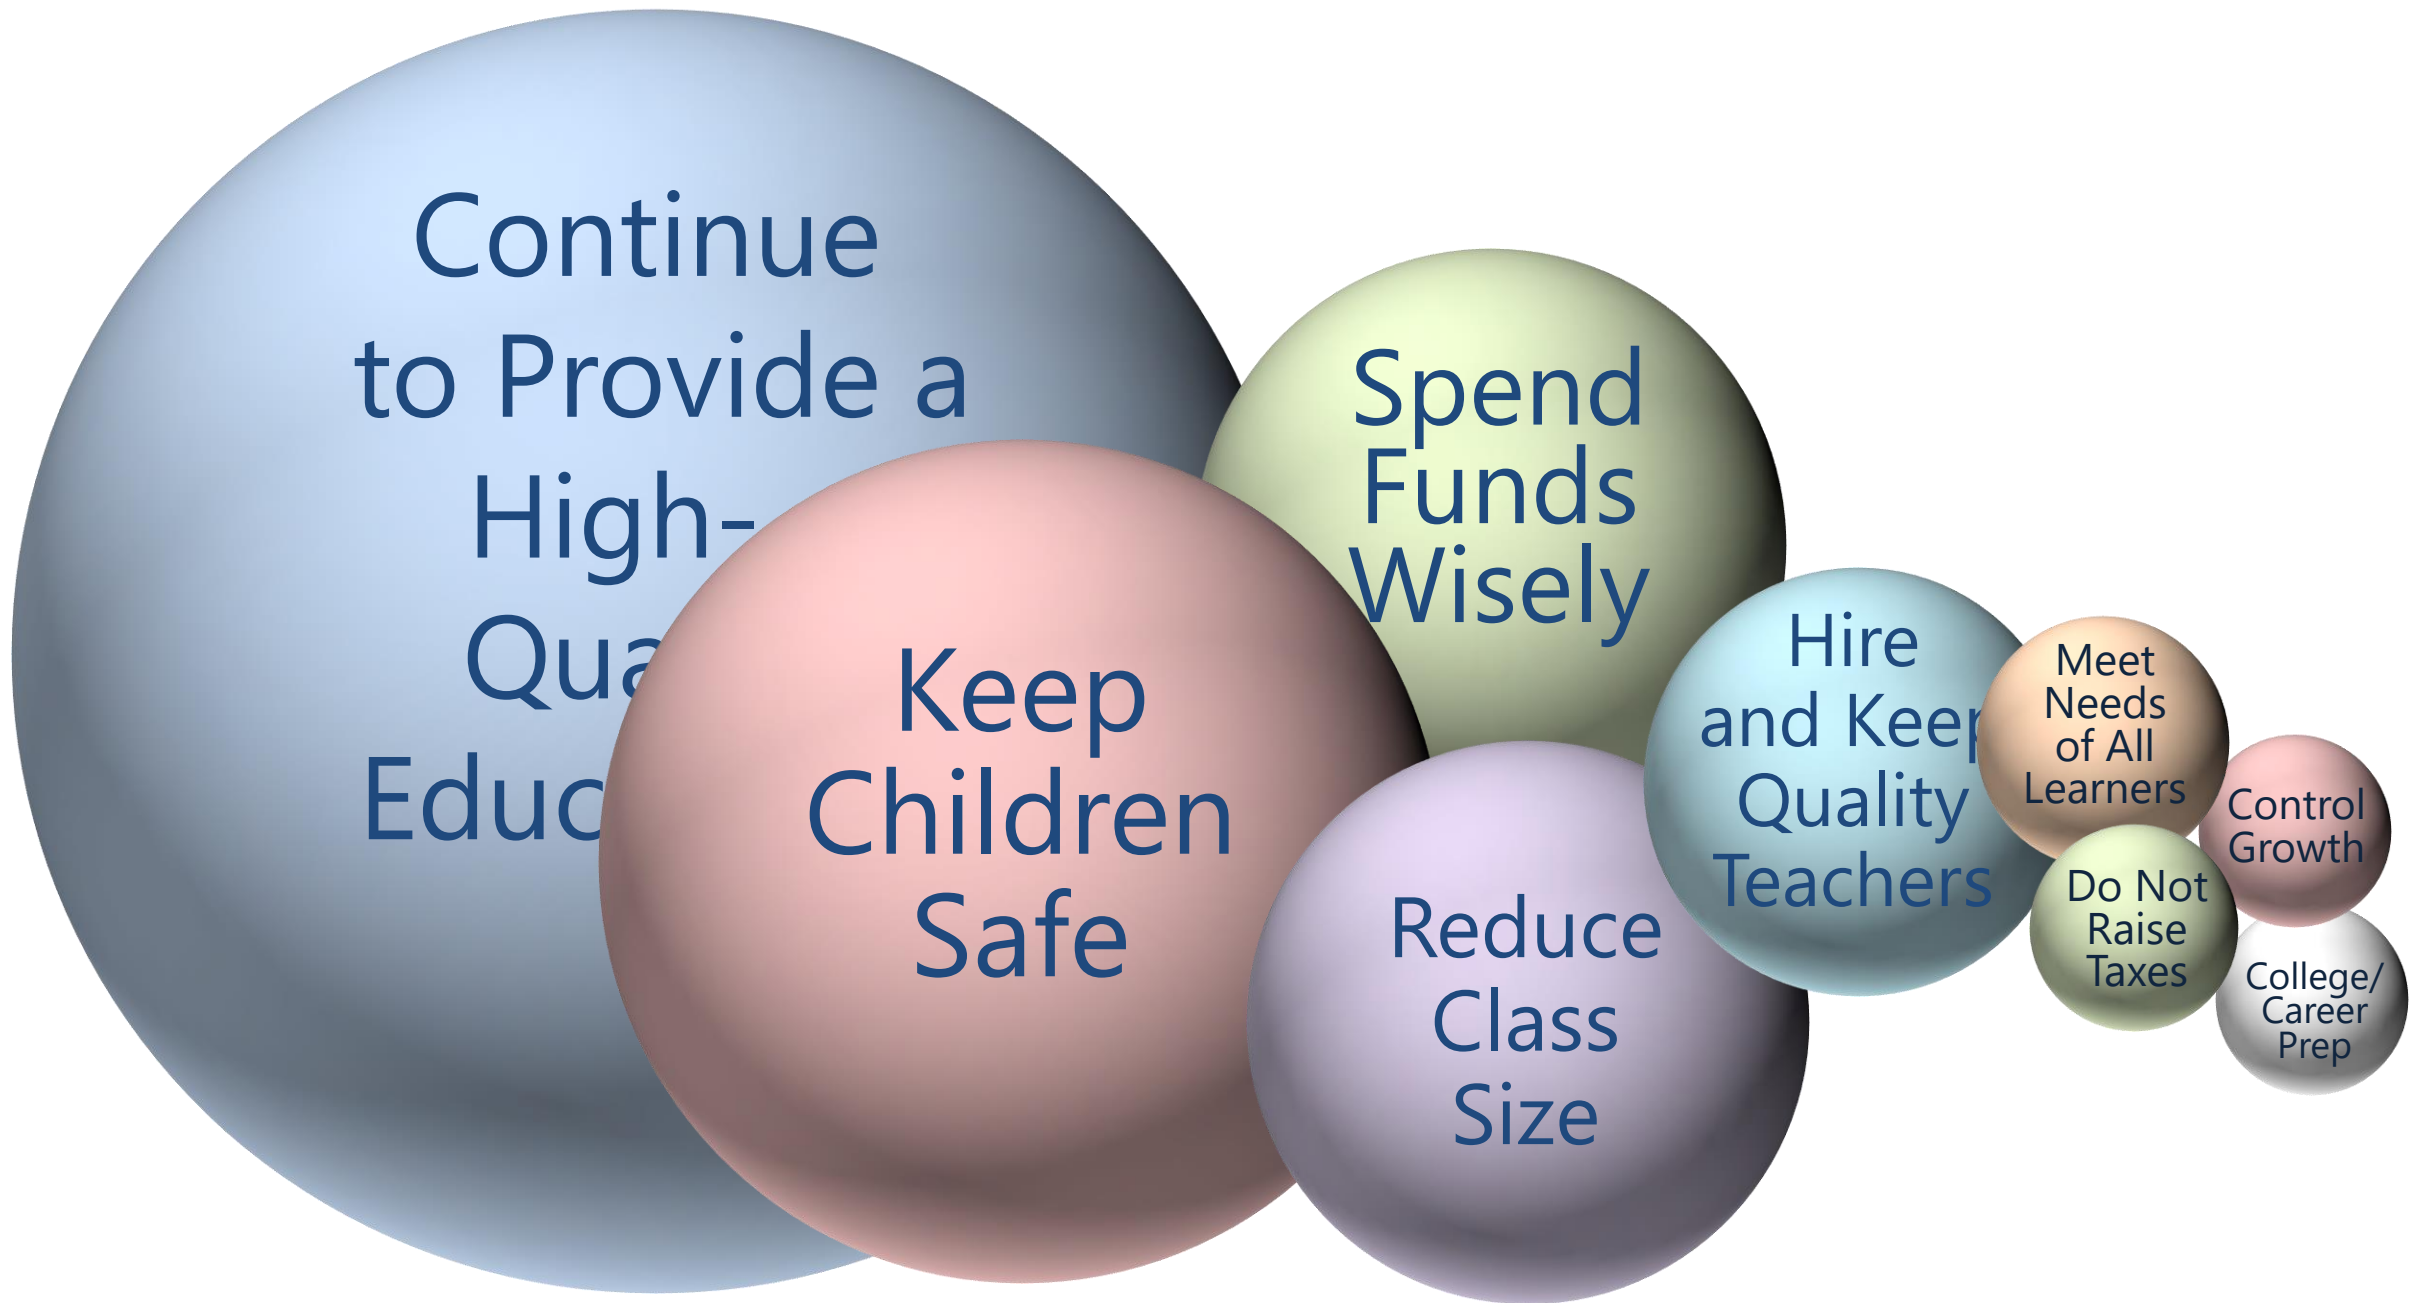 Continue
to Provide a
High-
Qua
Educ
Keep
Children
Safe
Spend
Funds
Wisely
Reduce
Class
Size
Hire
and Keep
Quality
Teachers
Meet
Needs
of All
Learners
Do Not
Raise
Taxes
Control
Growth
College/
Career
Prep